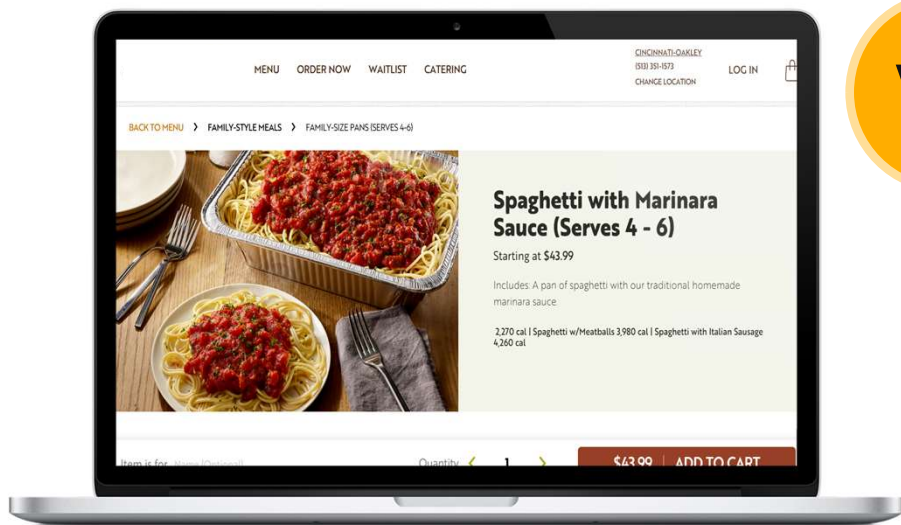 MENU ORDER NOW WAITLIST CATERING
CINCINNATI-OAKLEY
(513) 351-1573
CHANGE LOCATION
LOG IN
BACK TO MENU > FAMILY-STYLE MEALS > FAMILY-SIZE PANS (SERVES 4-6)
Spaghetti with Marinara
Sauce (Serves 4 - 6)
Starting at $43.99
Includes: A pan of spaghetti with our traditional homemade
marinara sauce.
2,270 cal | Spaghetti w/Meatballs 3,980 cal | Spaghetti with Italian Sausage
4,260 cal
Item is for Name (Optional)
Quantity < 1 >
$43.99 | ADD TO CART